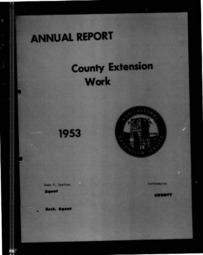 ANNUAL REPORT
County Extension
Work
1953
Agent
COUNTY
Asst. Agent